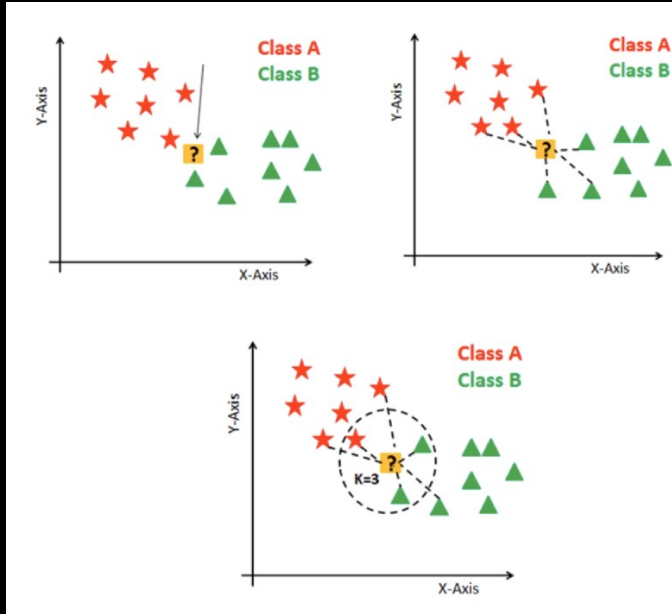 Class A
Class B
Y-Axis
?
X-Axis
Class A
Class B
Y-Axis
?
X-Axis
Class A
Class B
Y-Axis
?
K=3
X-Axis